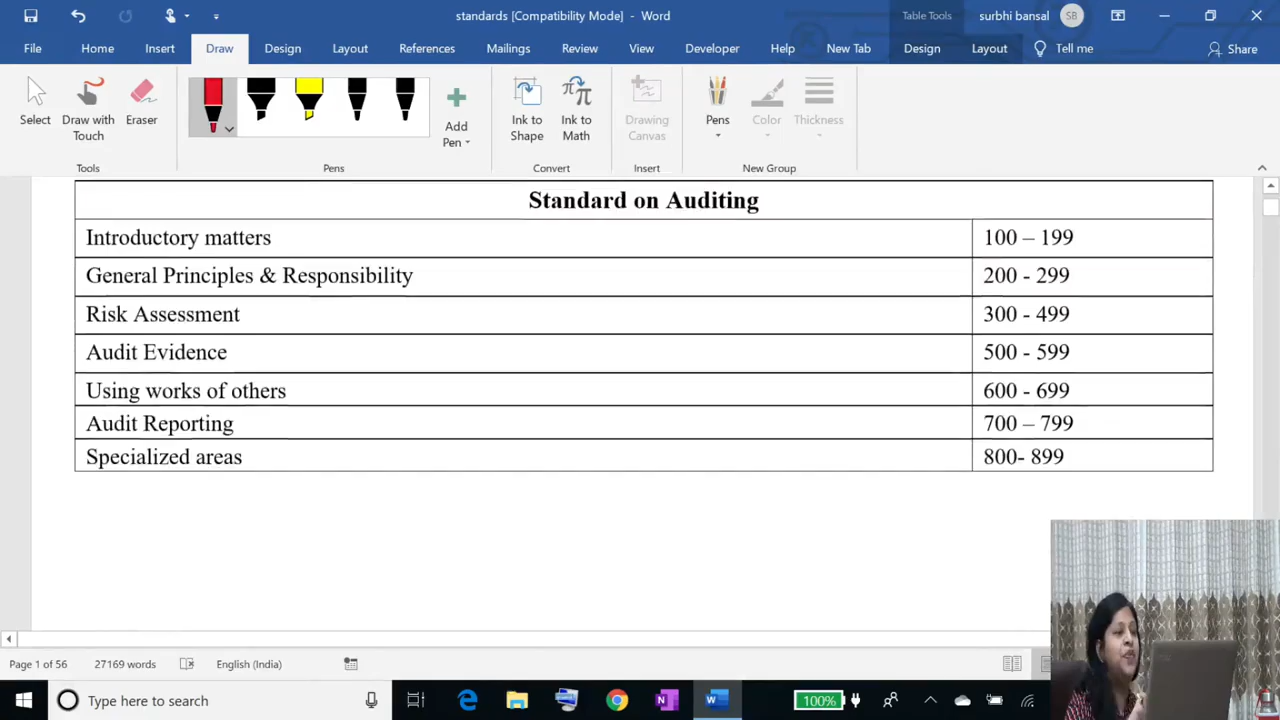 standards [Compatibility Mode] - Word
Table Tools
surbhi bansal
SB
File
Home
Insert
Draw
Design
Layout
References
Mailings
Review
View
Developer
Help
New Tab
Design
Layout
Tell me
Share
Select
Draw with
Touch
Eraser
Add
Pen
Ink to
Shape
Ink to
Math
Drawing
Canvas
Pens
Color
Thickness
Tools
Pens
Convert
Insert
New Group
Standard on Auditing
Introductory matters 100 – 199
General Principles & Responsibility 200 - 299
Risk Assessment 300 - 499
Audit Evidence 500 - 599
Using works of others 600 - 699
Audit Reporting 700 – 799
Specialized areas 800- 899
Page 1 of 56
27169 words
English (India)
Type here to search
100%